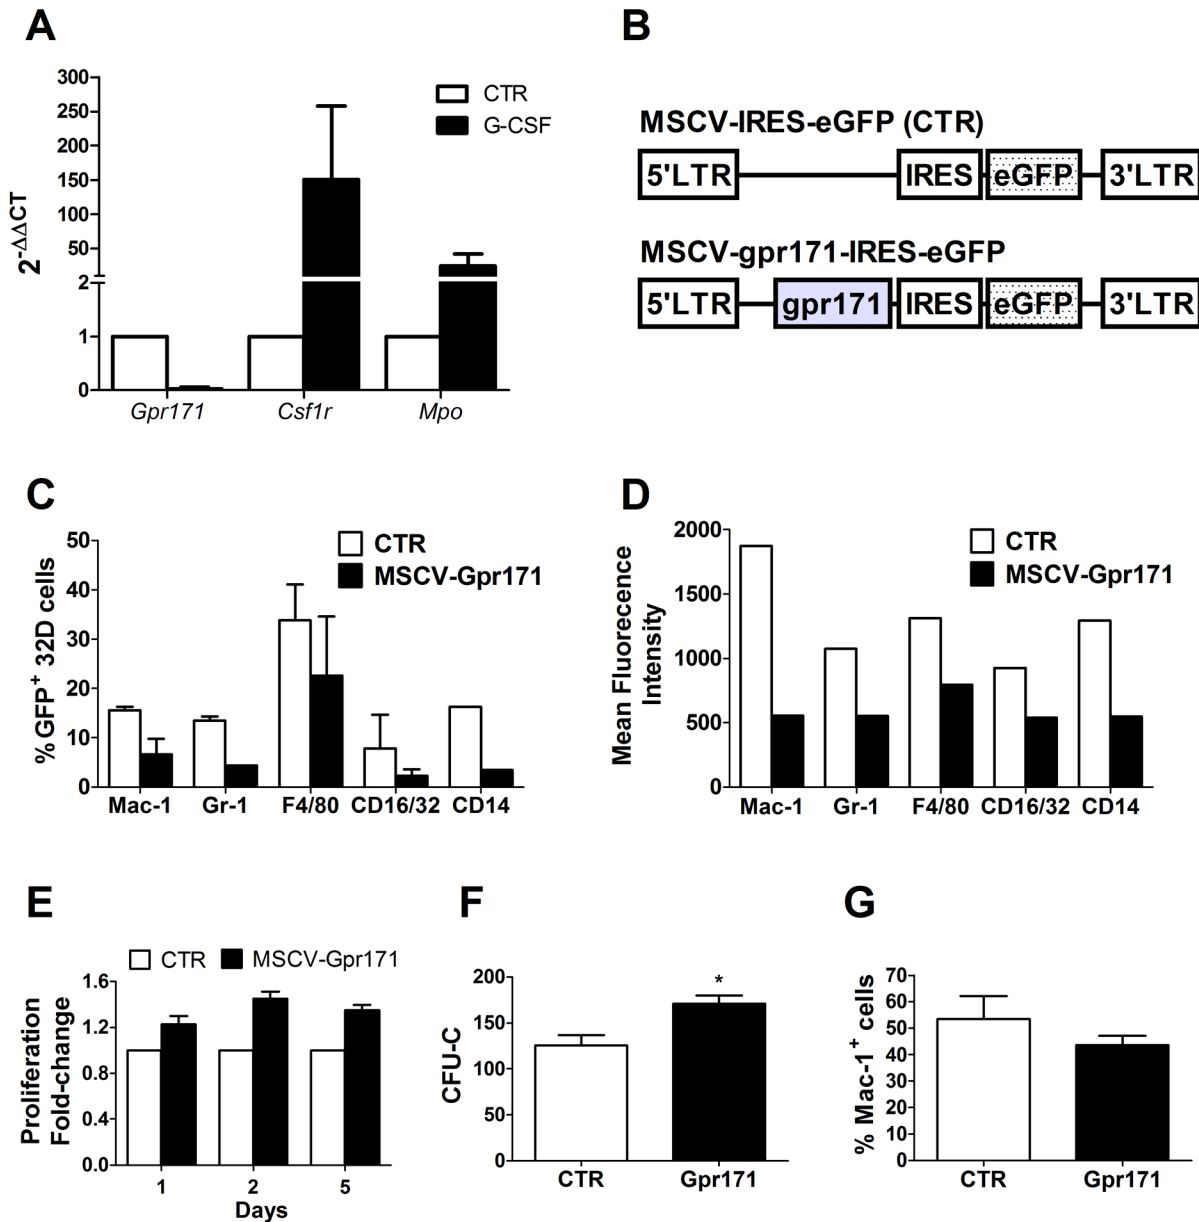 A
300
250
200
150
100
50
2
1
0
2^-ΔΔCT
CTR
G-CSF
Gpr171 Csf1r Mpo
B
MSCV-IRES-eGFP (CTR)
5'LTR IRES eGFP 3'LTR
MSCV-gpr171-IRES-eGFP
5'LTR gpr171 IRES eGFP 3'LTR
C
50
40
30
20
10
0
%GFP+ 32D cells
CTR
MSCV-Gpr171
Mac-1 Gr-1 F4/80 CD16/32 CD14
D
2000
1500
1000
500
0
Mean Fluorecence
Intensity
CTR
MSCV-Gpr171
Mac-1 Gr-1 F4/80 CD16/32 CD14
E
CTR MSCV-Gpr171
1.6
1.2
0.8
0.4
0.0
Proliferation
Fold-change
1 2 5
Days
F
200
150
100
50
0
CFU-C
*
CTR Gpr171
G
70
60
50
40
30
20
10
0
% Mac-1+ cells
CTR Gpr171